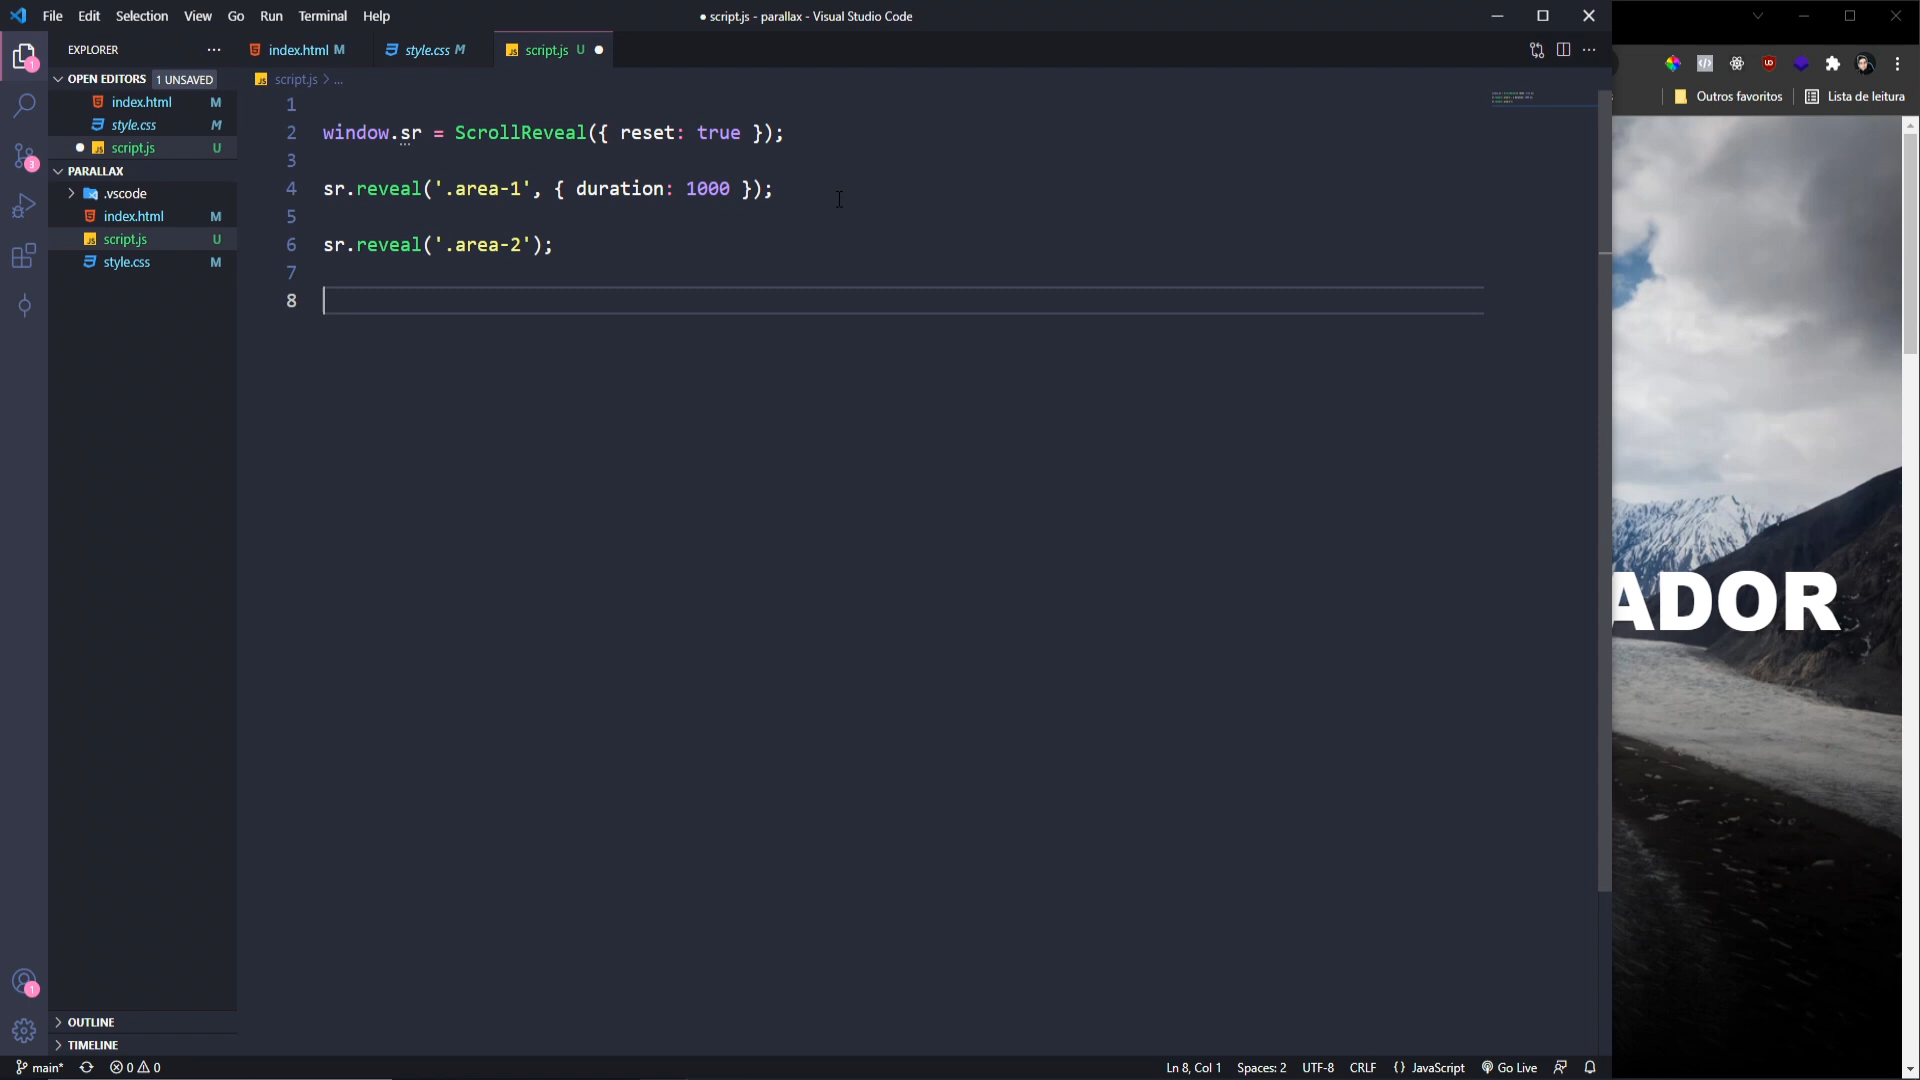 File Edit Selection View Go Run Terminal Help
● script.js - parallax - Visual Studio Code
EXPLORER
index.html M
style.css M
script.js U
OPEN EDITORS 1 UNSAVED
script.js > ...
index.html M
style.css M
script.js U
PARALLAX
.vscode
index.html M
script.js U
style.css M
1
2 window.sr = ScrollReveal({ reset: true });
3
4 sr.reveal('.area-1', { duration: 1000 });
5
6 sr.reveal('.area-2');
7
8
1
3
1
OUTLINE
TIMELINE
main* 0 0
Ln 8, Col 1 Spaces: 2 UTF-8 CRLF {} JavaScript Go Live
Outros favoritos Lista de leitura
ADOR